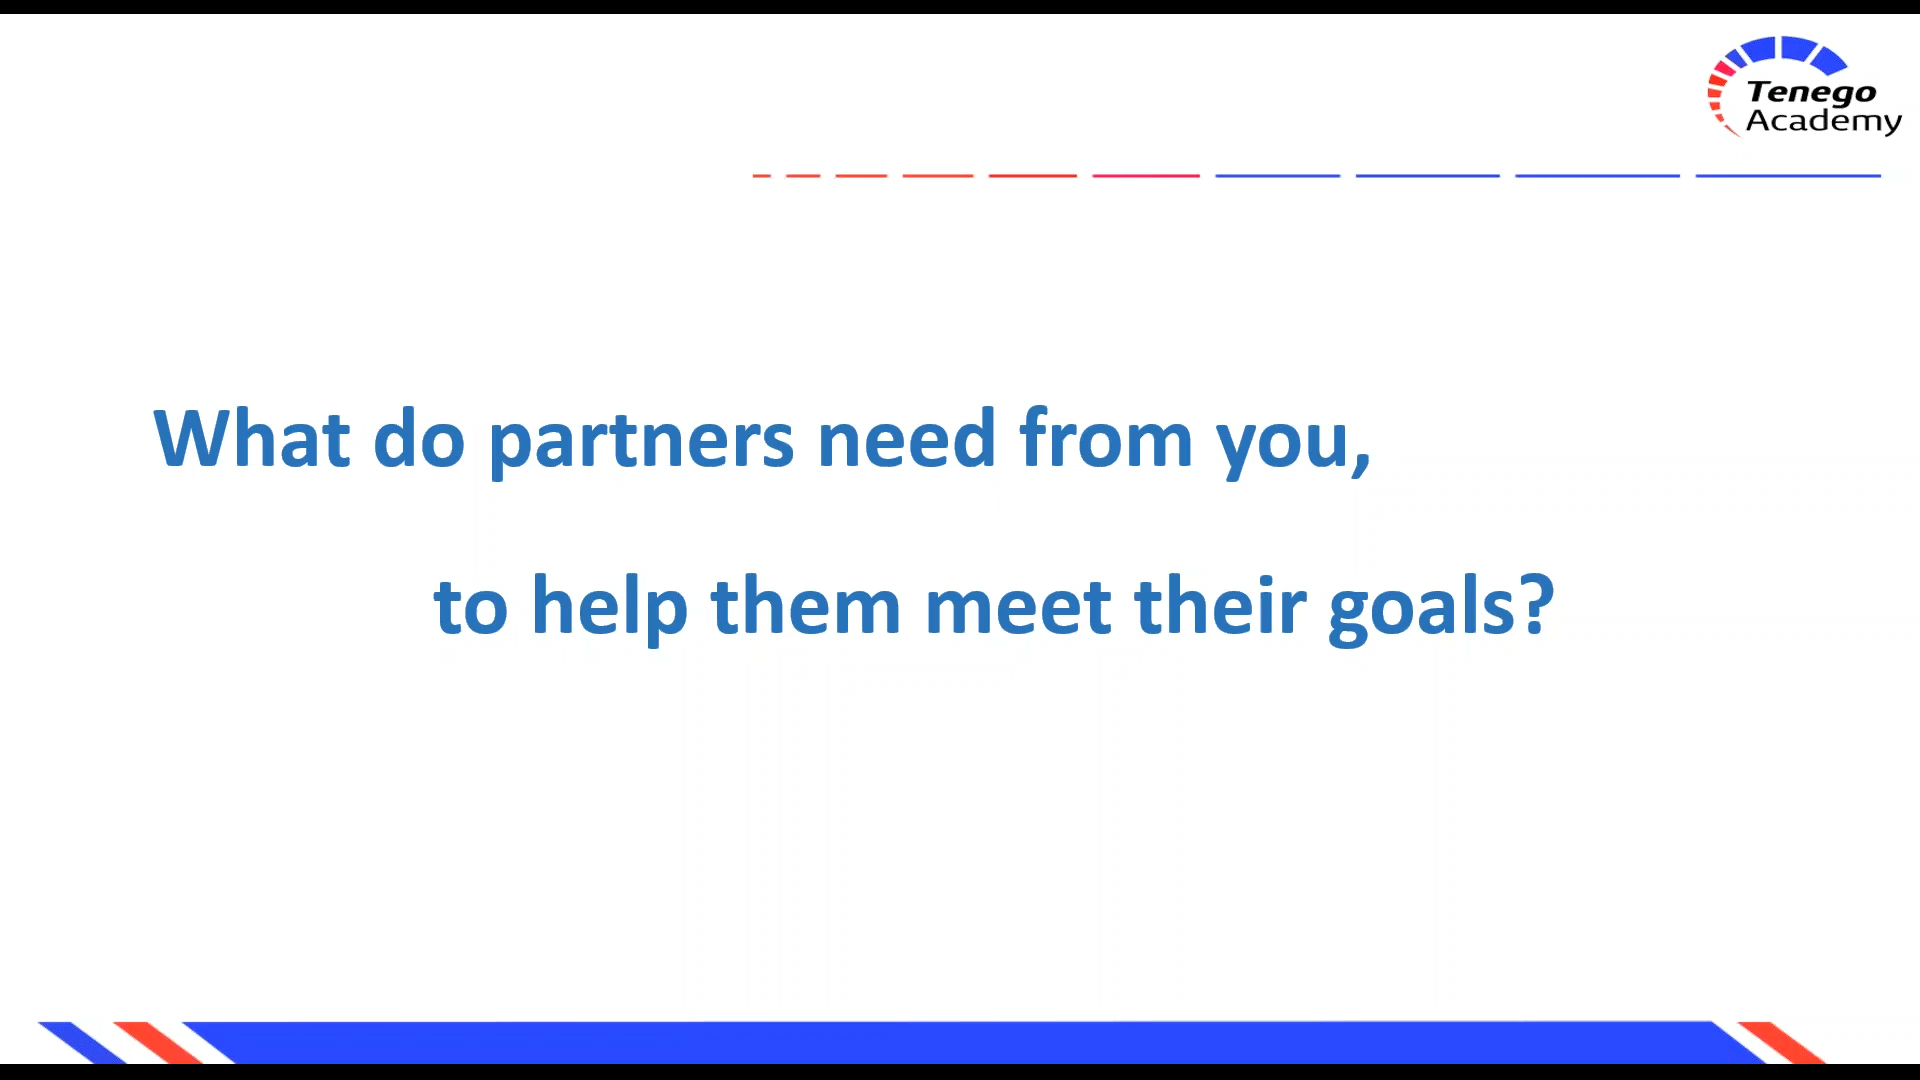 Tenego
Academy
What do partners need from you,
to help them meet their goals?